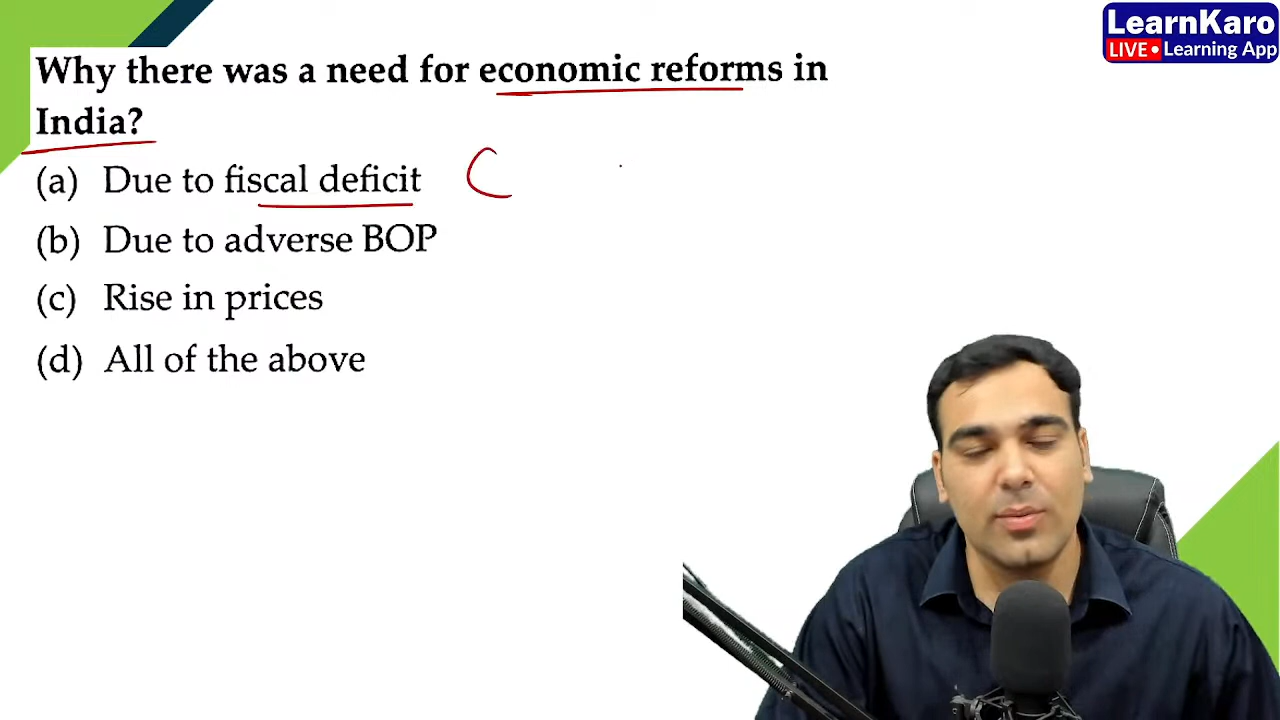 LearnKaro
LIVE • Learning App
Why there was a need for economic reforms in
India?
(a) Due to fiscal deficit C
(b) Due to adverse BOP
(c) Rise in prices
(d) All of the above